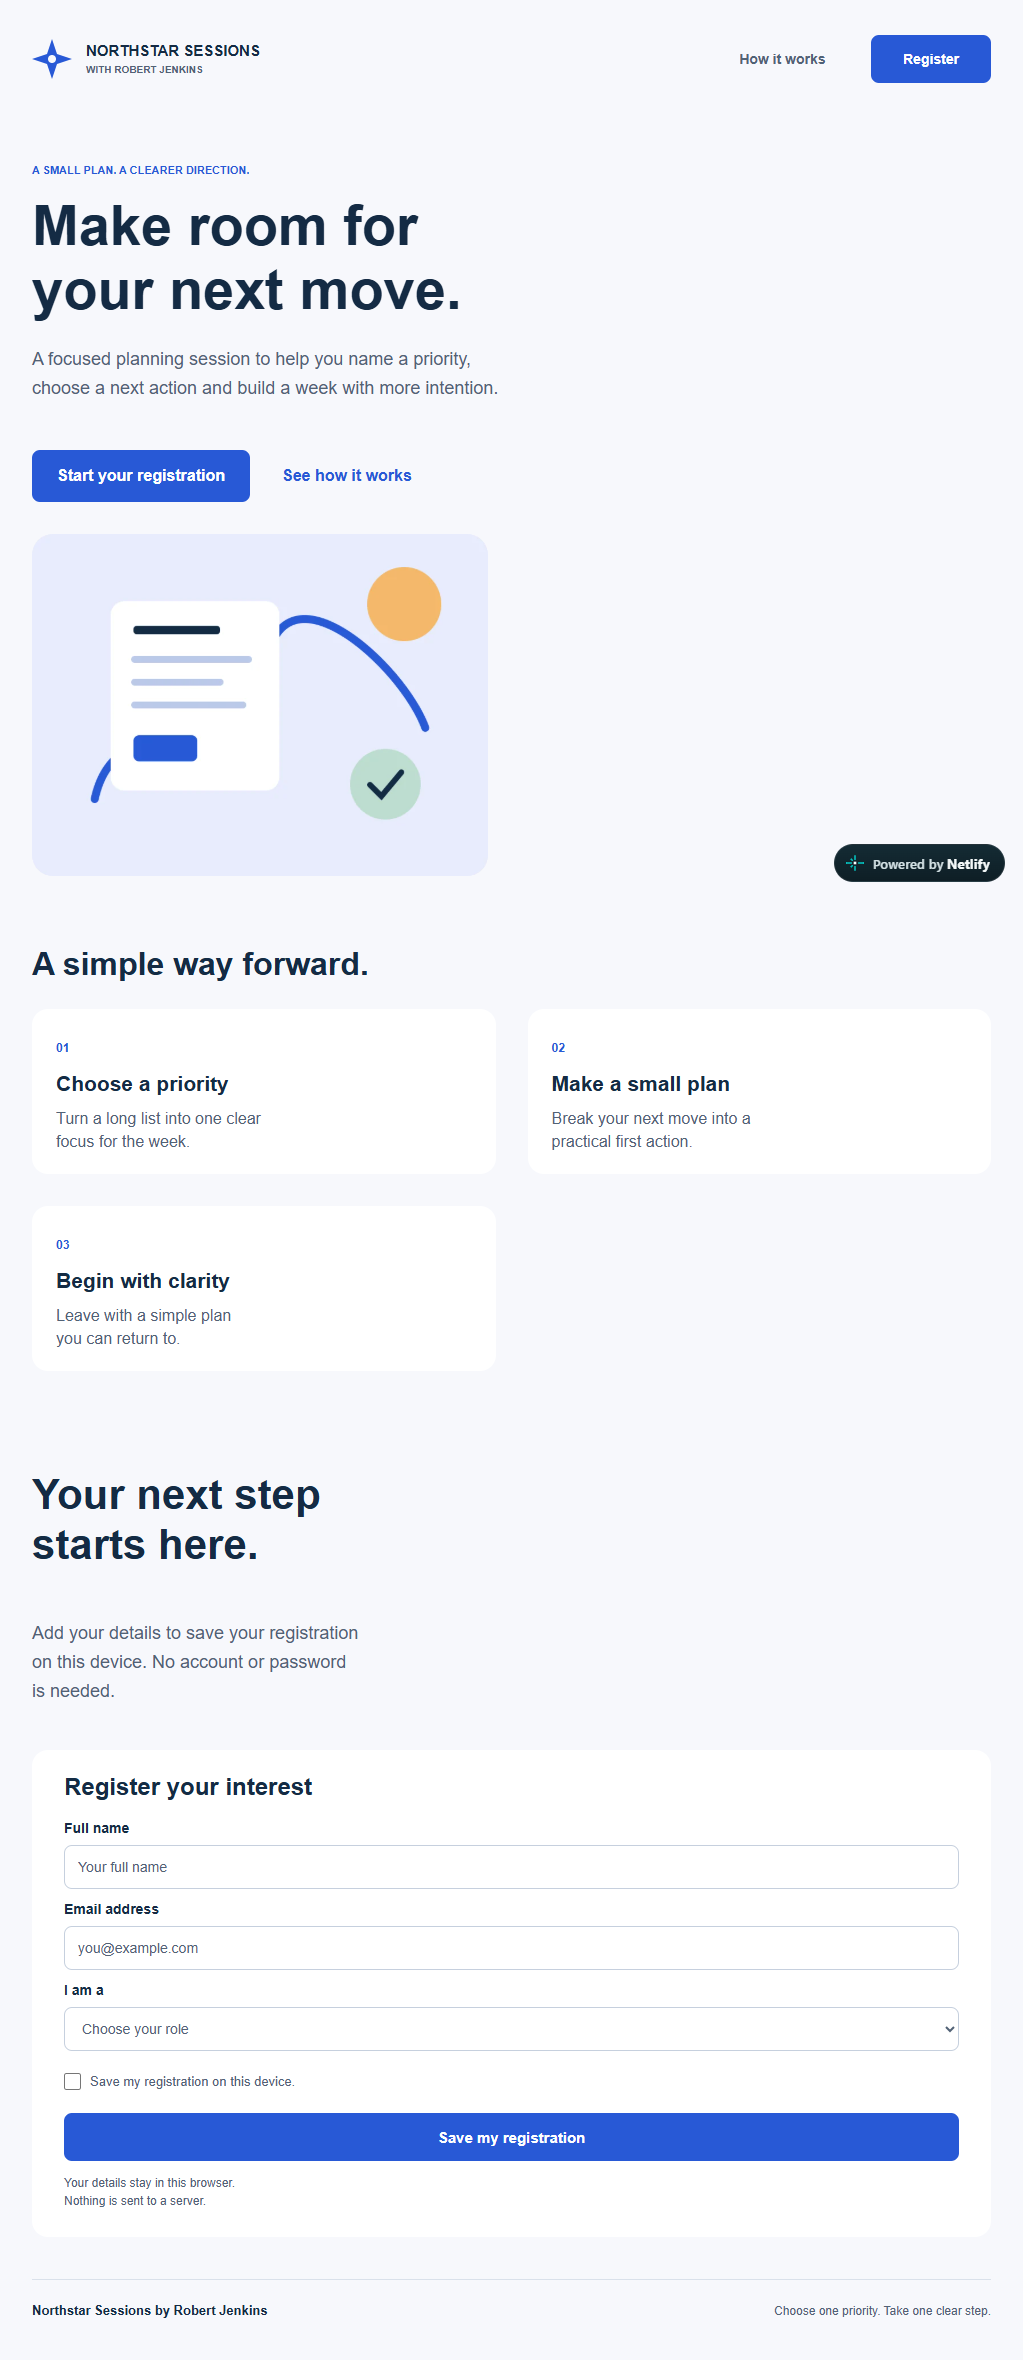 NORTHSTAR SESSIONS
WITH ROBERT JENKINS
How it works
Register
A SMALL PLAN. A CLEARER DIRECTION.
Make room for
your next move.
A focused planning session to help you name a priority,
choose a next action and build a week with more intention.
Start your registration
See how it works
Powered by Netlify
A simple way forward.
01
Choose a priority
Turn a long list into one clear
focus for the week.
02
Make a small plan
Break your next move into a
practical first action.
03
Begin with clarity
Leave with a simple plan
you can return to.
Your next step
starts here.
Add your details to save your registration
on this device. No account or password
is needed.
Register your interest
Full name
Your full name
Email address
you@example.com
I am a
Choose your role
Save my registration on this device.
Save my registration
Your details stay in this browser.
Nothing is sent to a server.
Northstar Sessions by Robert Jenkins
Choose one priority. Take one clear step.